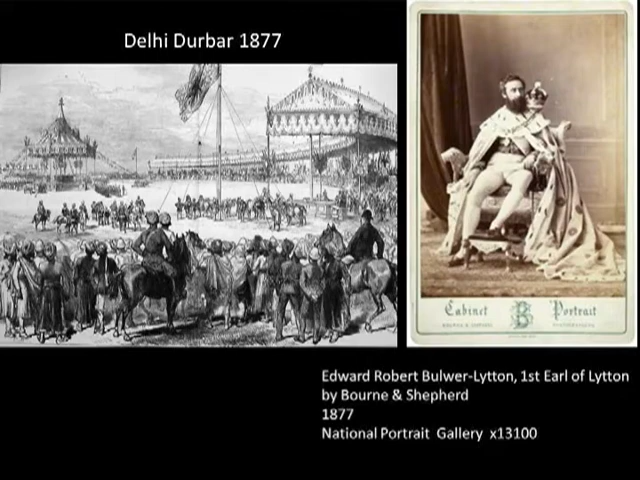 Delhi Durbar 1877
Cabinet B Portrait
Edward Robert Bulwer-Lytton, 1st Earl of Lytton
by Bourne & Shepherd
1877
National Portrait Gallery x13100